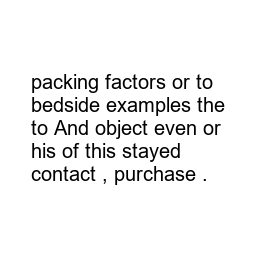 packing factors or to
bedside examples the
to And object even or
his of this stayed
contact , purchase .